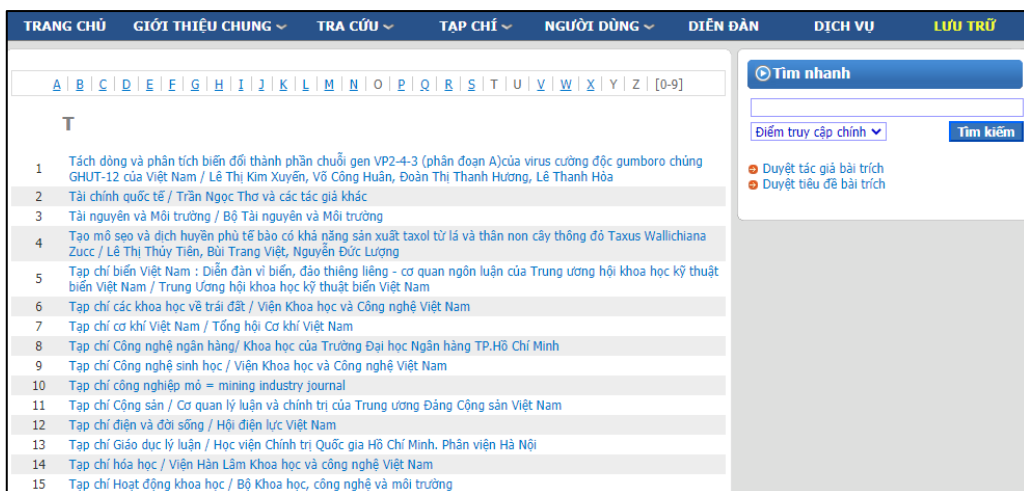 TRANG CHỦ GIỚI THIỆU CHUNG TRA CỨU TẠP CHÍ NGƯỜI DÙNG DIỄN ĐÀN DỊCH VỤ LƯU TRỮ
A | B | C | D | E | F | G | H | I | J | K | L | M | N | O | P | Q | R | S | T | U | V | W | X | Y | Z | [0-9]
T
1 Tách dòng và phân tích biến đổi thành phần chuỗi gen VP2-4-3 (phân đoạn A)của virus cường độc gumboro chủng
GHUT-12 của Việt Nam / Lê Thị Kim Xuyến, Võ Công Huân, Đoàn Thị Thanh Hương, Lê Thanh Hòa
2 Tài chính quốc tế / Trần Ngọc Thơ và các tác giả khác
3 Tài nguyên và Môi trường / Bộ Tài nguyên và Môi trường
4 Tạo mô sẹo và dịch huyền phù tế bào có khả năng sản xuất taxol từ lá và thân non cây thông đỏ Taxus Wallichiana
Zucc / Lê Thị Thủy Tiên, Bùi Trang Việt, Nguyễn Đức Lượng
5 Tạp chí biển Việt Nam : Diễn đàn vì biển, đảo thiêng liêng - cơ quan ngôn luận của Trung ương hội khoa học kỹ thuật
biển Việt Nam / Trung Ương hội khoa học kỹ thuật biển Việt Nam
6 Tạp chí các khoa học về trái đất / Viện Khoa học và Công nghệ Việt Nam
7 Tạp chí cơ khí Việt Nam / Tổng hội Cơ khí Việt Nam
8 Tạp chí Công nghệ ngân hàng/ Khoa học của Trường Đại học Ngân hàng TP.Hồ Chí Minh
9 Tạp chí Công nghệ sinh học / Viện Khoa học và Công nghệ Việt Nam
10 Tạp chí công nghiệp mỏ = mining industry journal
11 Tạp chí Cộng sản / Cơ quan lý luận và chính trị của Trung ương Đảng Cộng sản Việt Nam
12 Tạp chí điện và đời sống / Hội điện lực Việt Nam
13 Tạp chí Giáo dục lý luận / Học viện Chính trị Quốc gia Hồ Chí Minh. Phân viện Hà Nội
14 Tạp chí hóa học / Viện Hàn Lâm Khoa học và công nghệ Việt Nam
15 Tạp chí Hoạt động khoa học / Bộ Khoa học, công nghệ và môi trường
Tìm nhanh
Điểm truy cập chính Tìm kiếm
Duyệt tác giả bài trích
Duyệt tiêu đề bài trích